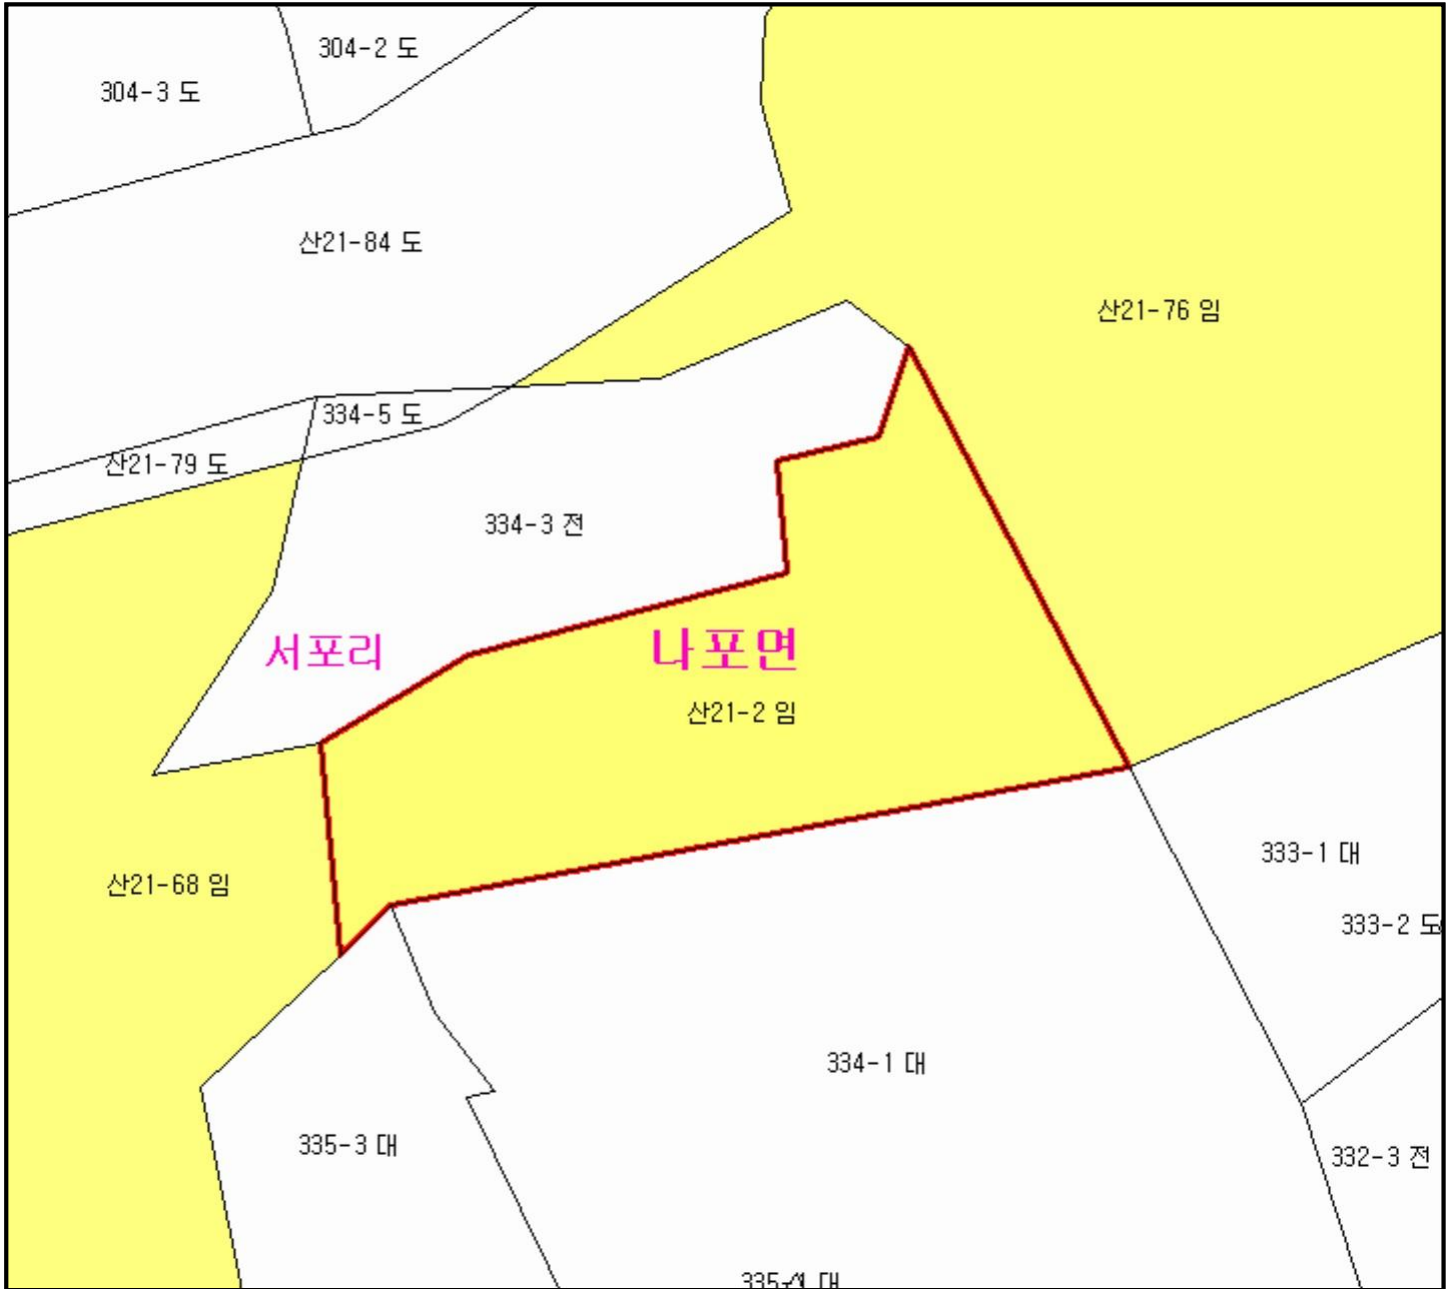 304-2 도
304-3 도
산21-84 도
산21-76 임
334-5 도
산21-79 도
334-3 전
서포리
나포면
산21-2 임
333-1 대
산21-68 임
333-2 도
334-1 대
335-3 대
332-3 전